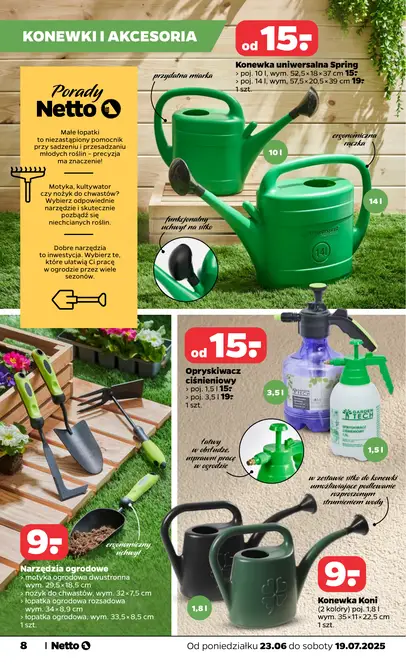 KONEWKI I AKCESORIA
od 15.-
Konewka uniwersalna Spring
> poj. 10 l, wym. 52,5×18×37 cm 15.-
> poj. 14 l, wym. 57,5×20,5×39 cm 19.-
1 szt.
przydatna miarka
ergonomiczna
rączka
10 l
14 l
14L
funkcjonalny
uchwyt na sitko
Porady
Netto
Małe łopatki
to niezastąpiony pomocnik
przy sadzeniu i przesadzaniu
młodych roślin – precyzja
ma znaczenie!
Motyka, kultywator
czy nożyk do chwastów?
Wybierz odpowiednie
narzędzie i skutecznie
pozbądź się
niechcianych roślin.
Dobre narzędzia
to inwestycja. Wybierz te,
które ułatwią Ci pracę
w ogrodzie przez wiele
sezonów.
od 15.-
Opryskiwacz
ciśnieniowy
> poj. 1,5 l 15.-
> poj. 3,5 l 19.-
1 szt.
3,5 l
GARDEN
TECH
1,5 l
łatwy
w obsłudze,
usprawni pracę
w ogrodzie
w zestawie sitko do konewki
umożliwiające podlewanie
rozproszonym
strumieniem wody
9.-
Narzędzia ogrodowe
> motyka ogrodowa dwustronna
wym. 29,5×18,5 cm
> nożyk do chwastów, wym. 32×7,5 cm
> łopatka ogrodowa rozsadowa
wym. 34×8,9 cm
> łopatka ogrodowa, wym. 33,5×8,5 cm
1 szt.
ergonomiczny
uchwyt
1,8 l
9.-
Konewka Koni
(2 kolory) poj. 1,8 l
wym. 35×11×22,5 cm
1 szt.
8 | Netto
Od poniedziałku 23.06 do soboty 19.07.2025